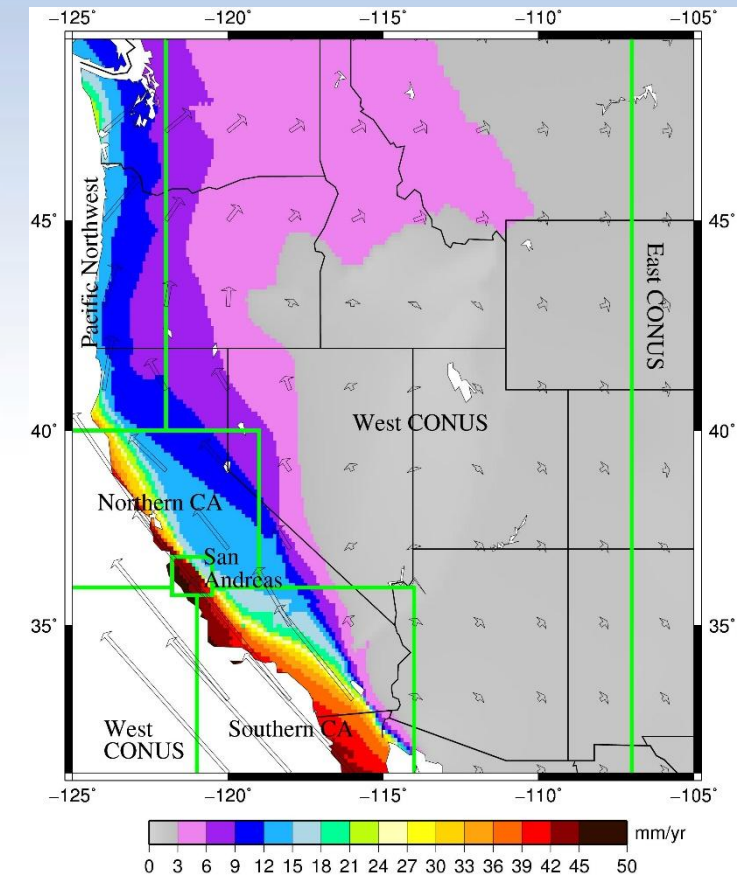 −125° −120° −115° −110° −105°
45°
Pacific Northwest
East CONUS
West CONUS
40°
Northern CA
San
Andreas
35°
West
CONUS
Southern CA
−125° −120° −115° −110° −105°
45°
40°
35°
mm/yr
0 3 6 9 12 15 18 21 24 27 30 33 36 39 42 45 50